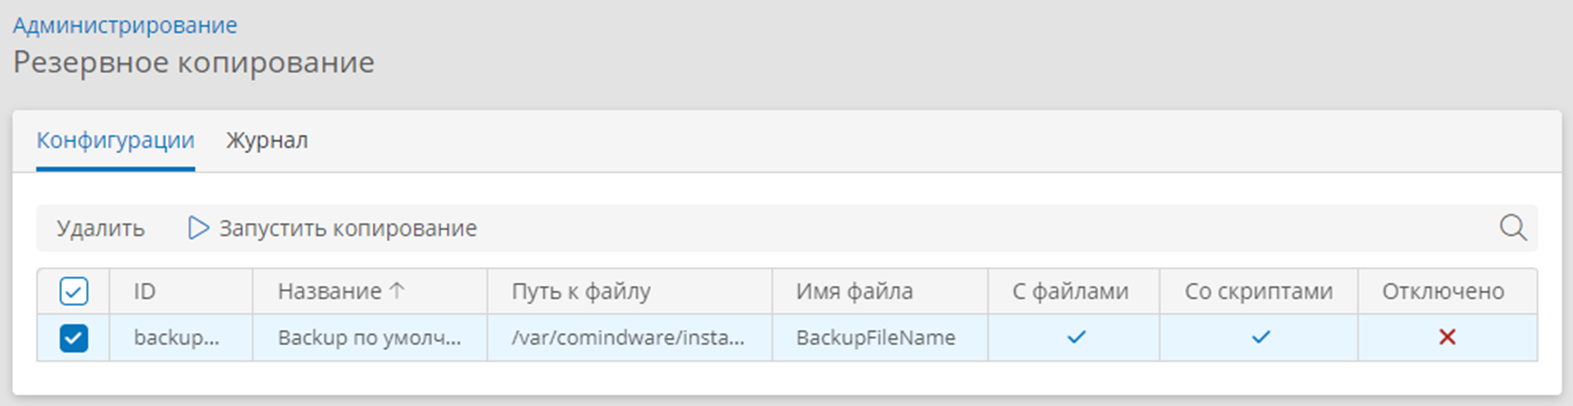 Администрирование
Резервное копирование
Конфигурации Журнал
Удалить Запустить копирование
ID Название ↑ Путь к файлу Имя файла С файлами Со скриптами Отключено
backup... Backup по умолч... /var/comindware/insta... BackupFileName